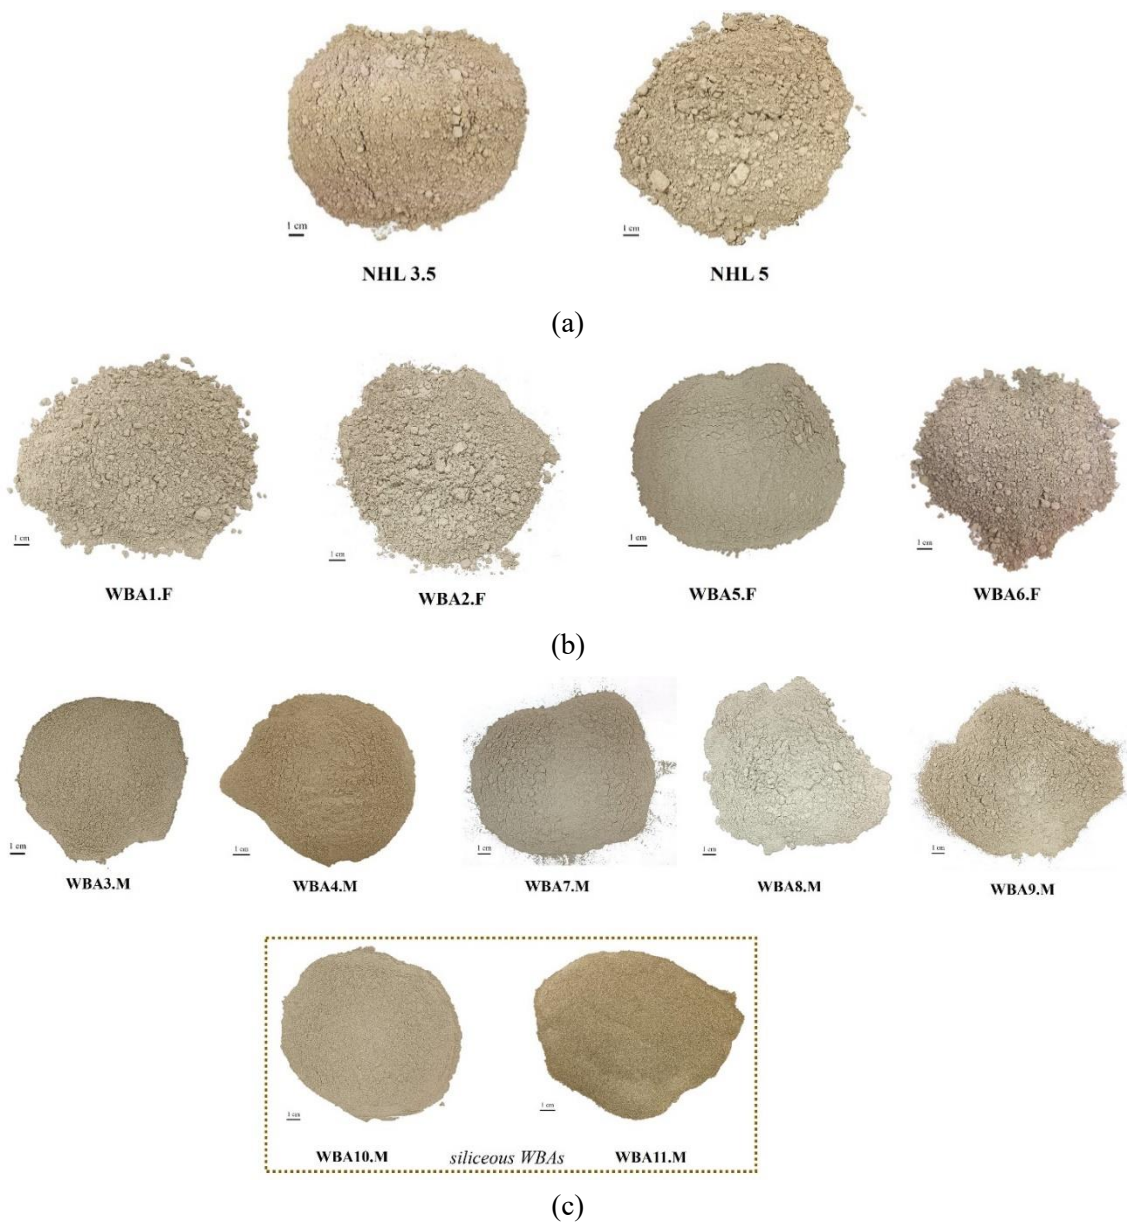 1 cm
1 cm
NHL 3.5
NHL 5
(a)
1 cm
1 cm
1 cm
1 cm
WBA1.F
WBA2.F
WBA5.F
WBA6.F
(b)
1 cm
1 cm
1 cm
1 cm
1 cm
WBA3.M
WBA4.M
WBA7.M
WBA8.M
WBA9.M
1 cm
1 cm
WBA10.M
siliceous WBAs
WBA11.M
(c)